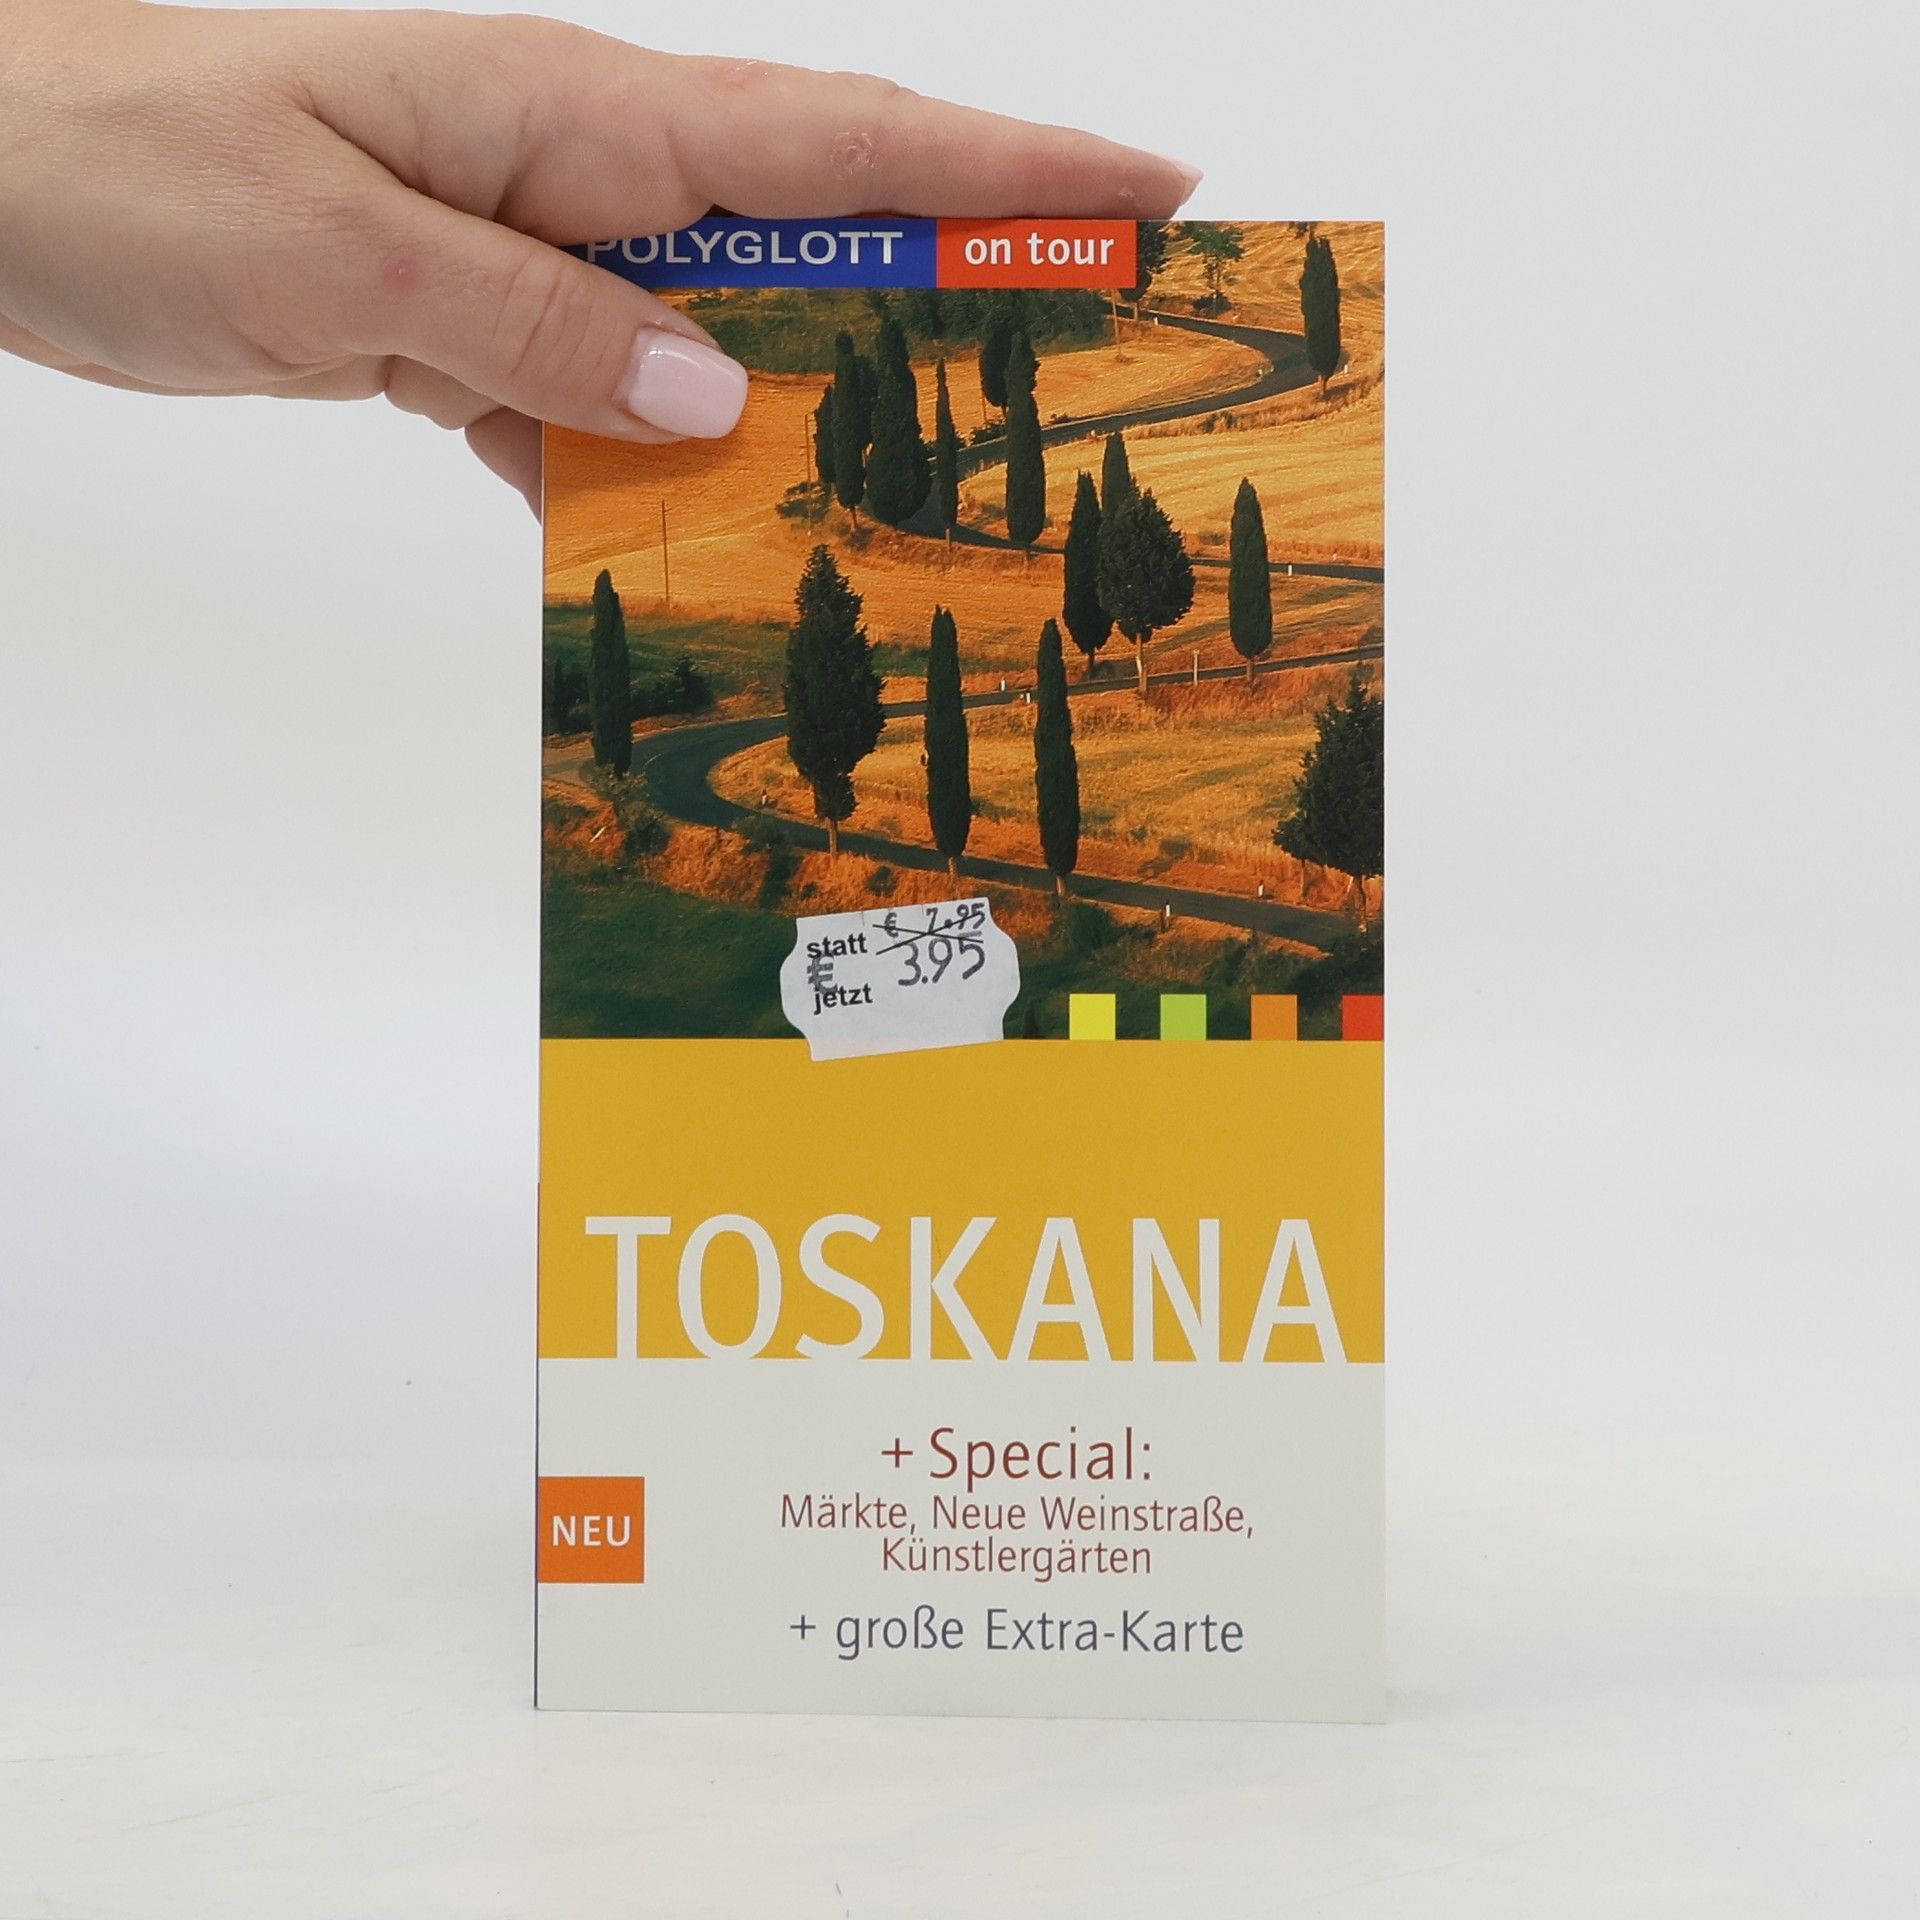 POLYGLOTT on tour
statt € 7.95
€ 3.95
jetzt
TOSKANA
+ Special:
Märkte, Neue Weinstraße,
Künstlergärten
NEU
+ große Extra-Karte